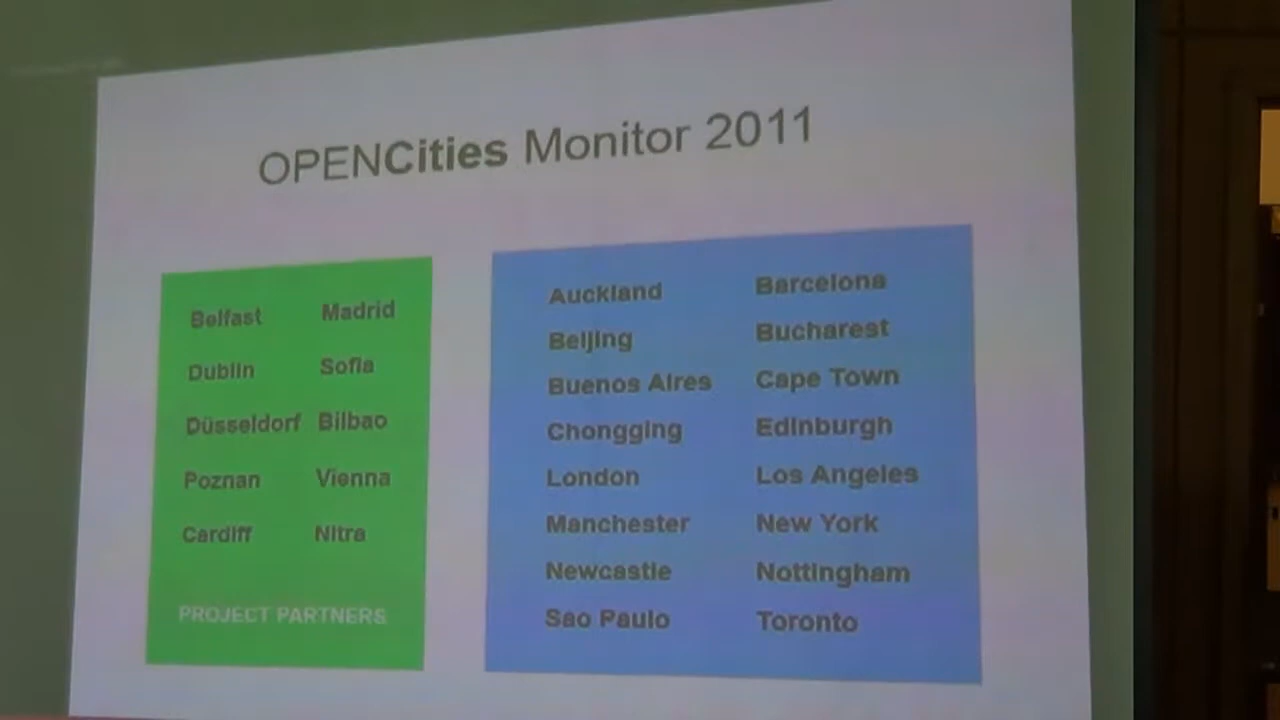 OPENCities Monitor 2011
Belfast Madrid
Dublin Sofia
Düsseldorf Bilbao
Poznan Vienna
Cardiff Nitra
PROJECT PARTNERS
Auckland Barcelona
Beijing Bucharest
Buenos Aires Cape Town
Chongging Edinburgh
London Los Angeles
Manchester New York
Newcastle Nottingham
Sao Paulo Toronto